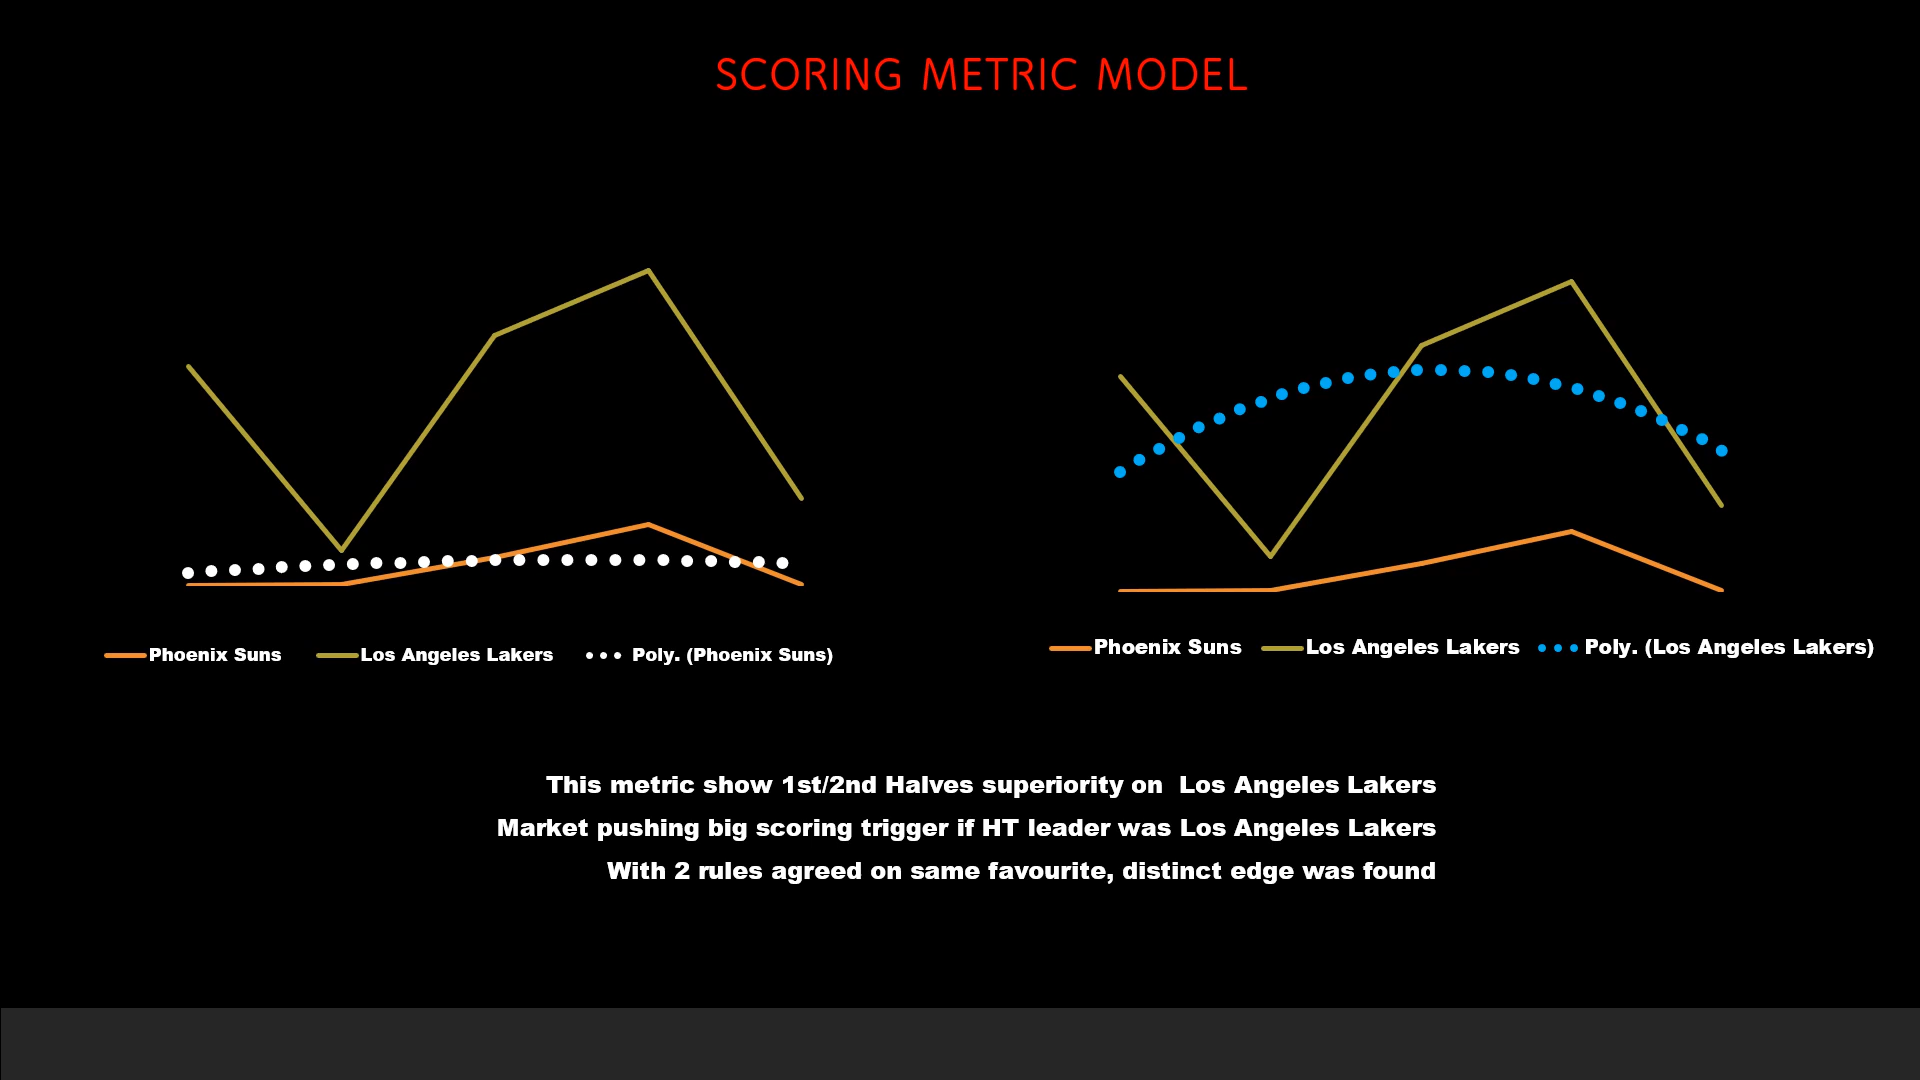 SCORING METRIC MODEL
Phoenix Suns Los Angeles Lakers Poly. (Phoenix Suns)
Phoenix Suns Los Angeles Lakers Poly. (Los Angeles Lakers)
This metric show 1st/2nd Halves superiority on  Los Angeles Lakers
Market pushing big scoring trigger if HT leader was Los Angeles Lakers
With 2 rules agreed on same favourite, distinct edge was found